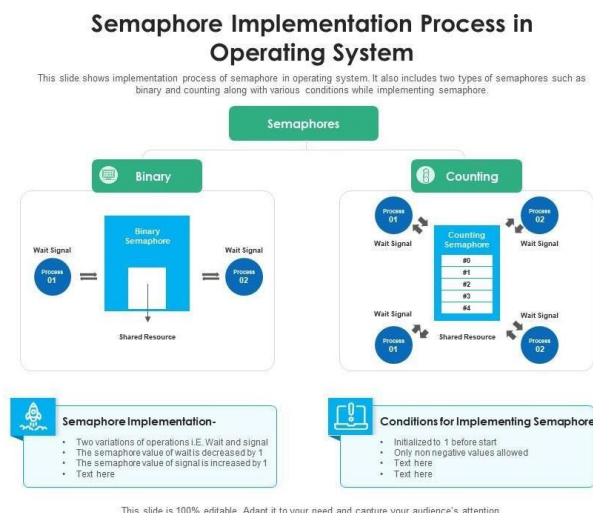 Semaphore Implementation Process in
Operating System
This slide shows implementation process of semaphore in operating system. It also includes two types of semaphores such as
binary and counting along with various conditions while implementing semaphore.
Semaphores
Binary
Binary
Semaphore
Wait Signal
Process
01
Wait Signal
Process
02
Shared Resource
Counting
Process
01
Wait Signal
Process
02
Wait Signal
Counting
Semaphore
#0
#1
#2
#3
#4
Wait Signal
Process
01
Shared Resource
Wait Signal
Process
02
Semaphore Implementation-
• Two variations of operations i.E. Wait and signal
• The semaphore value of wait is decreased by 1
• The semaphore value of signal is increased by 1
• Text here
Conditions for Implementing Semaphore
• Initialized to 1 before start
• Only non negative values allowed
• Text here
• Text here
This slide is 100% editable. Adapt it to your need and capture your audience's attention.